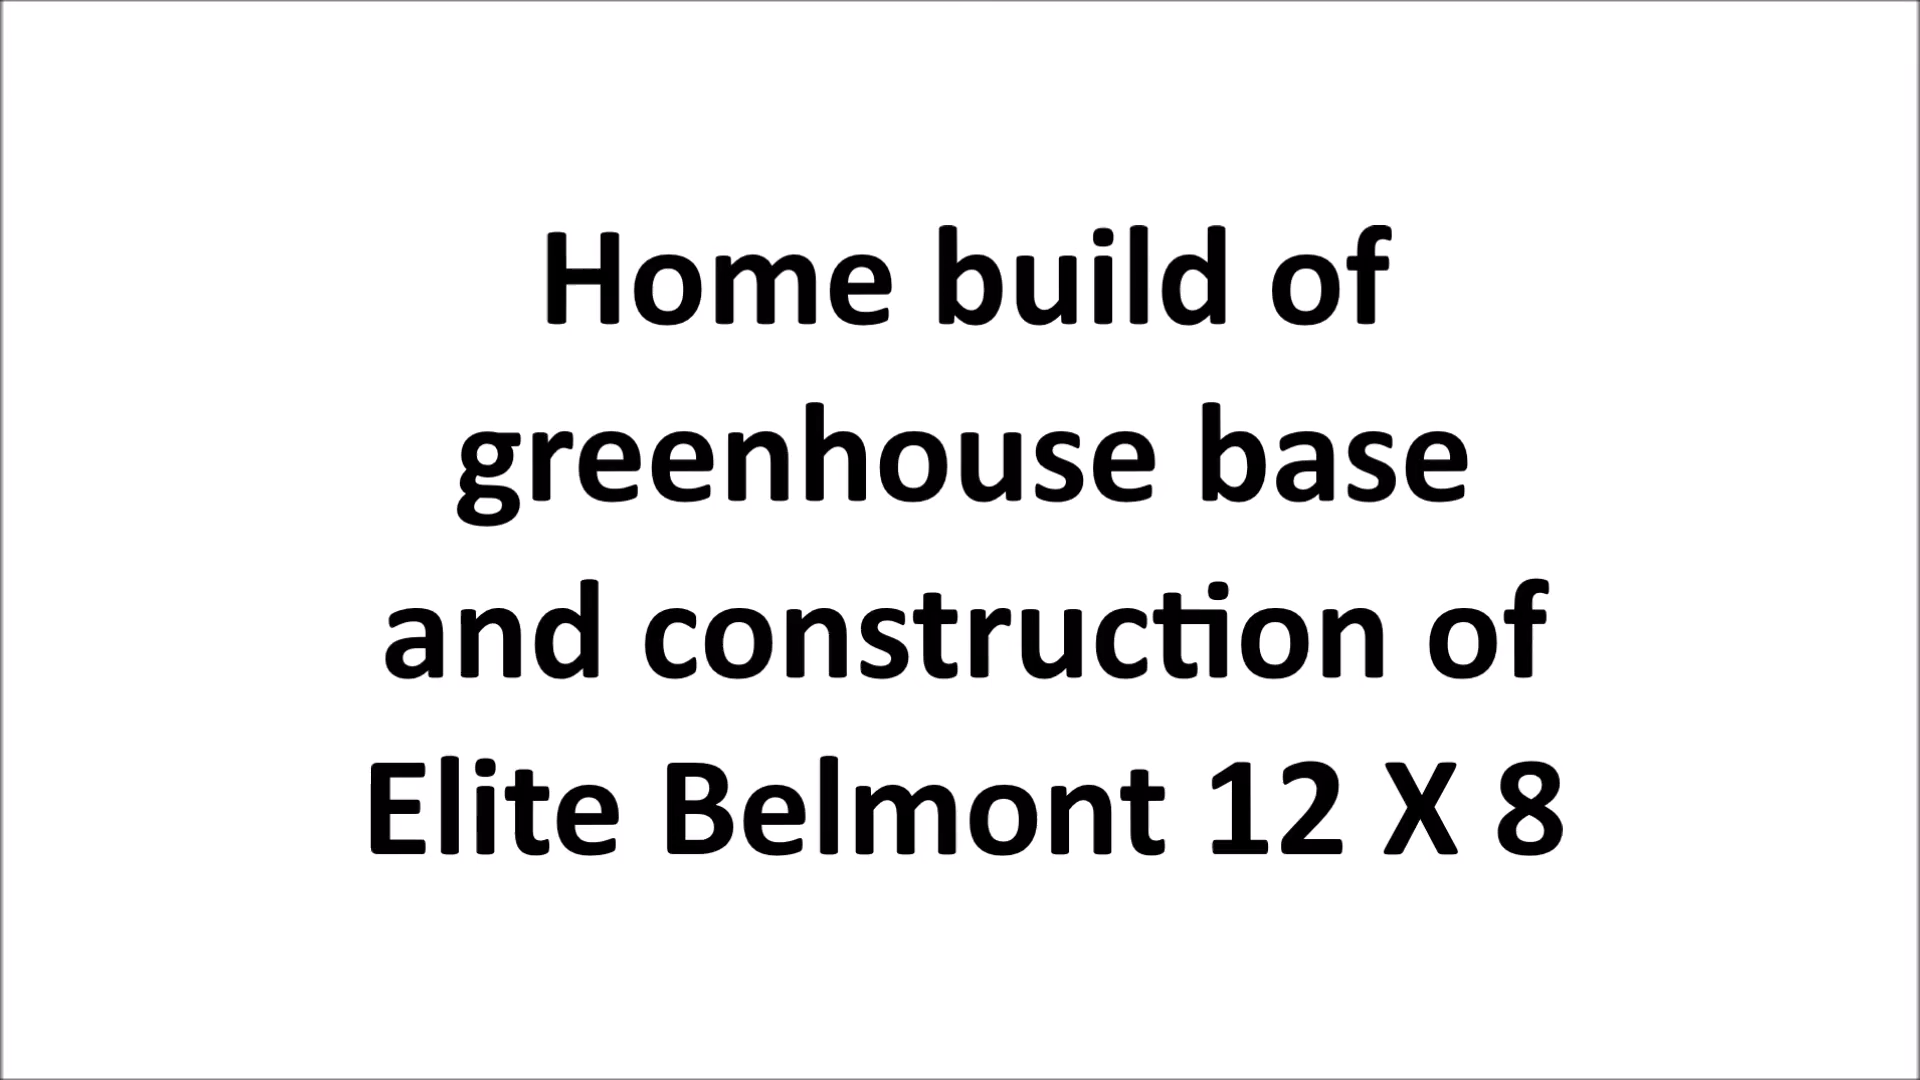 Home build of
greenhouse base
and construction of
Elite Belmont 12 X 8